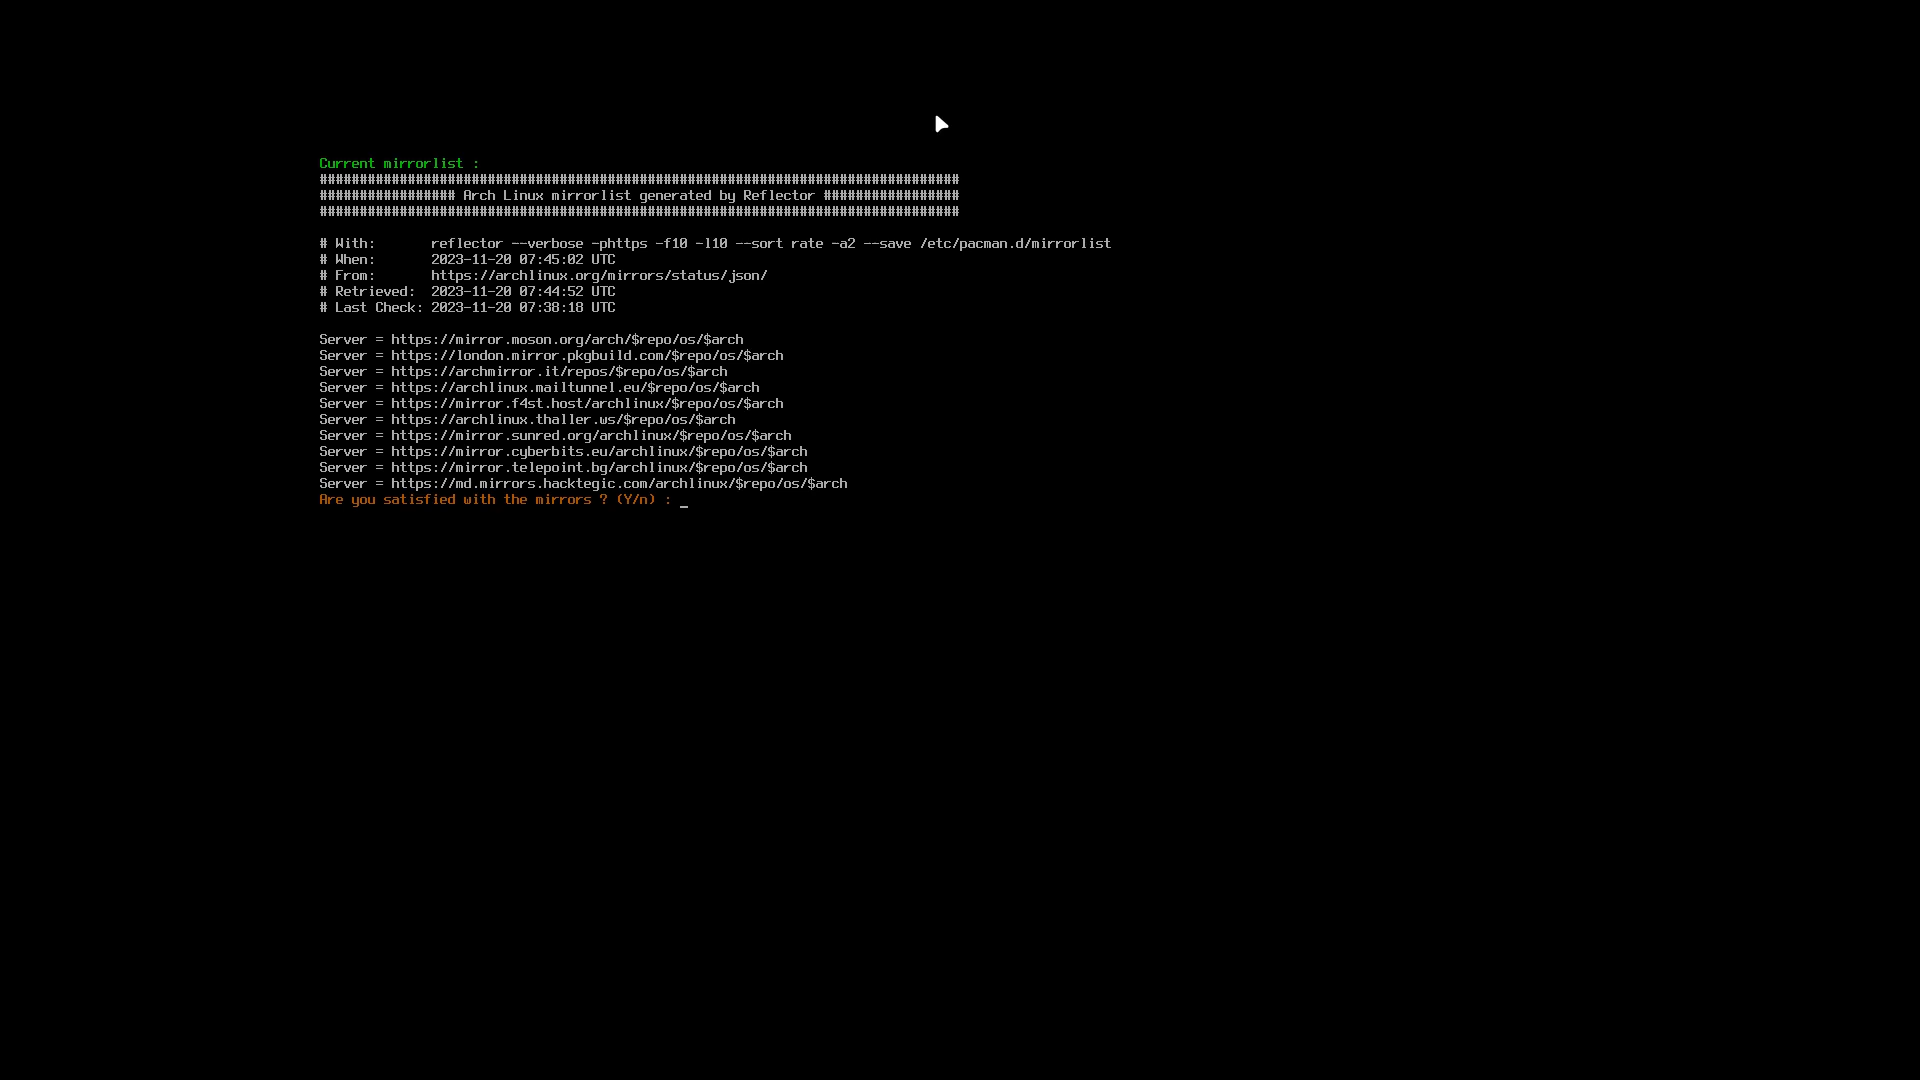 Current mirrorlist :
################################################################################
################# Arch Linux mirrorlist generated by Reflector #################
################################################################################
# With:       reflector --verbose -phttps -f10 -l10 --sort rate -a2 --save /etc/pacman.d/mirrorlist
# When:       2023-11-20 07:45:02 UTC
# From:       https://archlinux.org/mirrors/status/json/
# Retrieved:  2023-11-20 07:44:52 UTC
# Last Check: 2023-11-20 07:38:18 UTC
Server = https://mirror.moson.org/arch/$repo/os/$arch
Server = https://london.mirror.pkgbuild.com/$repo/os/$arch
Server = https://archmirror.it/repos/$repo/os/$arch
Server = https://archlinux.mailtunnel.eu/$repo/os/$arch
Server = https://mirror.f4st.host/archlinux/$repo/os/$arch
Server = https://archlinux.thaller.ws/$repo/os/$arch
Server = https://mirror.sunred.org/archlinux/$repo/os/$arch
Server = https://mirror.cyberbits.eu/archlinux/$repo/os/$arch
Server = https://mirror.telepoint.bg/archlinux/$repo/os/$arch
Server = https://md.mirrors.hacktegic.com/archlinux/$repo/os/$arch
Are you satisfied with the mirrors ? (Y/n) : _